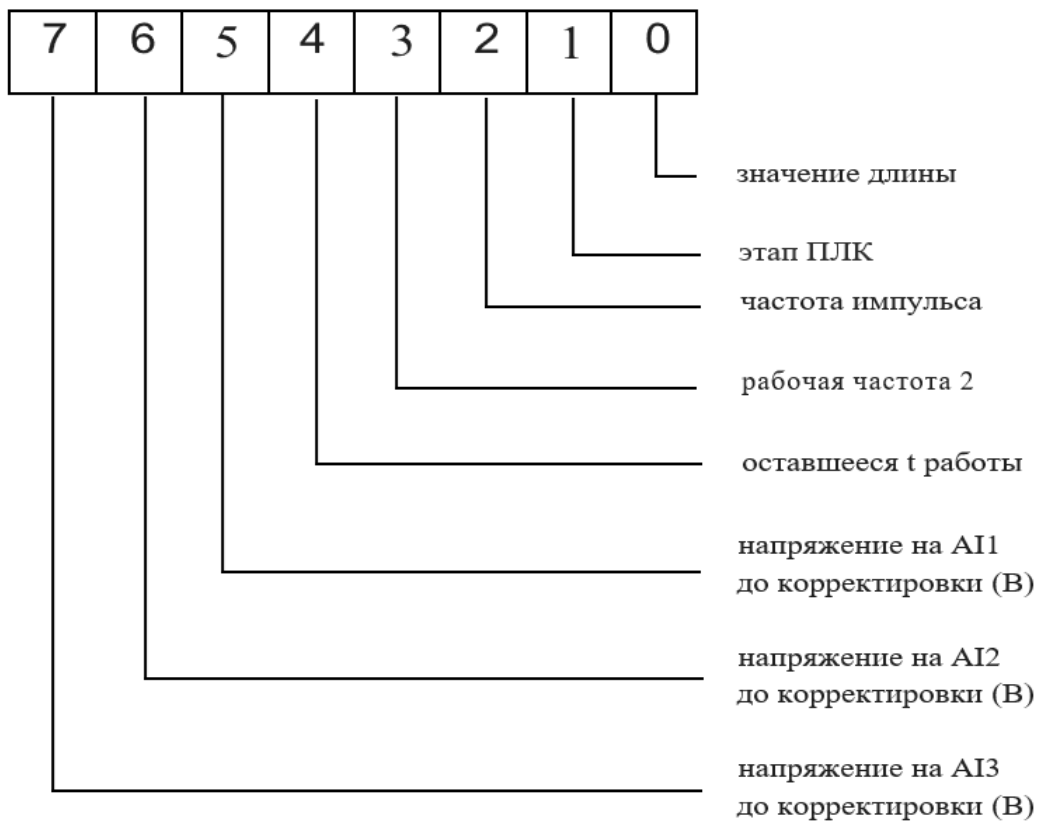 7 6 5 4 3 2 1 0
значение длины
этап ПЛК
частота импульса
рабочая частота 2
оставшееся t работы
напряжение на AI1
до корректировки (В)
напряжение на AI2
до корректировки (В)
напряжение на AI3
до корректировки (В)